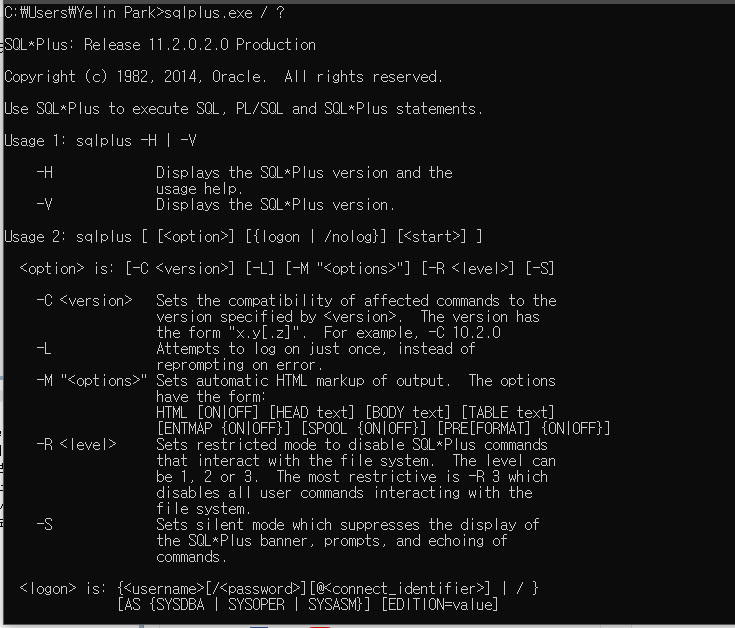 C:₩Users₩Yelin Park>sqlplus.exe / ?
SQL*Plus: Release 11.2.0.2.0 Production
Copyright (c) 1982, 2014, Oracle.  All rights reserved.
Use SQL*Plus to execute SQL, PL/SQL and SQL*Plus statements.
Usage 1: sqlplus -H | -V
    -H             Displays the SQL*Plus version and the
                   usage help.
    -V             Displays the SQL*Plus version.
Usage 2: sqlplus [ [<option>] [{logon | /nolog}] [<start>] ]
  <option> is: [-C <version>] [-L] [-M "<options>"] [-R <level>] [-S]
    -C <version>   Sets the compatibility of affected commands to the
                   version specified by <version>.  The version has
                   the form "x.y[.z]".  For example, -C 10.2.0
    -L             Attempts to log on just once, instead of
                   reprompting on error.
    -M "<options>" Sets automatic HTML markup of output.  The options
                   have the form:
                   HTML [ON|OFF] [HEAD text] [BODY text] [TABLE text]
                   [ENTMAP {ON|OFF}] [SPOOL {ON|OFF}] [PRE[FORMAT] {ON|OFF}]
    -R <level>     Sets restricted mode to disable SQL*Plus commands
                   that interact with the file system.  The level can
                   be 1, 2 or 3.  The most restrictive is -R 3 which
                   disables all user commands interacting with the
                   file system.
    -S             Sets silent mode which suppresses the display of
                   the SQL*Plus banner, prompts, and echoing of
                   commands.
  <logon> is: {<username>[/<password>][@<connect_identifier>] | / }
              [AS {SYSDBA | SYSOPER | SYSASM}] [EDITION=value]